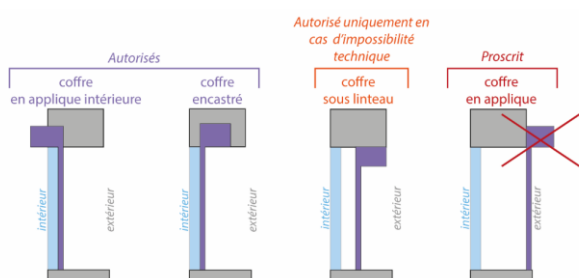 Autorisés
coffre
en applique intérieure
coffre
encastré
Autorisé uniquement en
cas d'impossibilité
technique
coffre
sous linteau
Proscrit
coffre
en applique
intérieur
extérieur
intérieur
extérieur
intérieur
extérieur
intérieur
extérieur